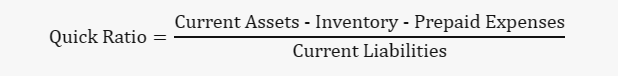 Quick Ratio = Current Assets - Inventory - Prepaid Expenses
Current Liabilities